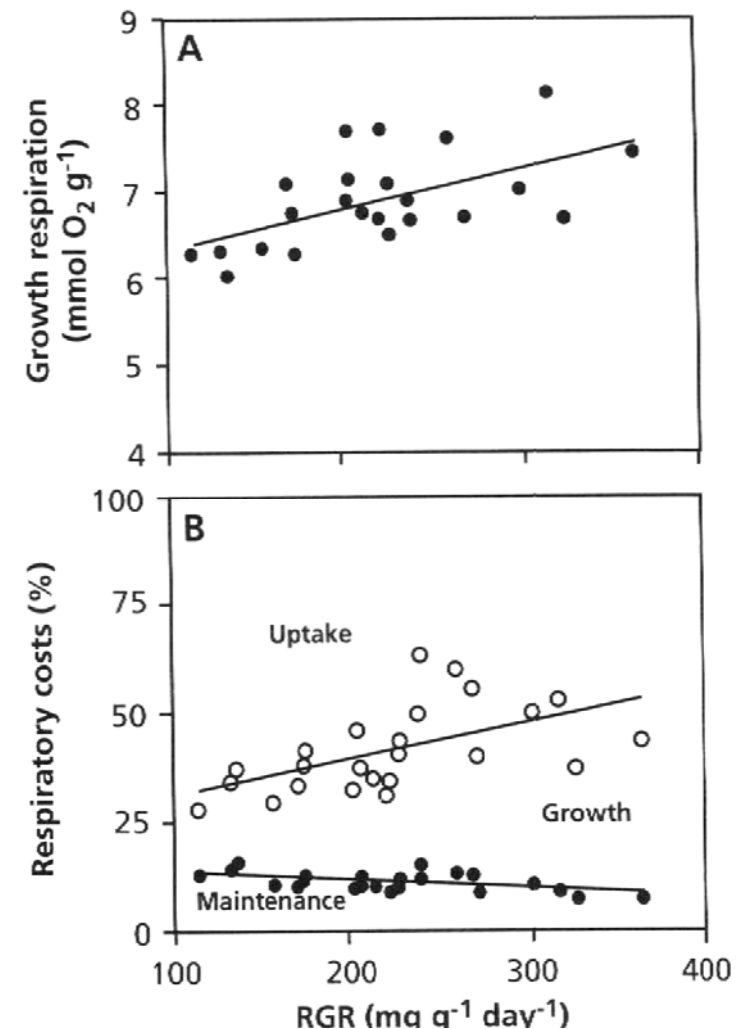 A
9
8
7
6
5
4
Growth respiration
(mmol O2 g-1)
B
100
75
50
25
0
Respiratory costs (%)
Uptake
Growth
Maintenance
100 200 300 400
RGR (mg g-1 day-1)